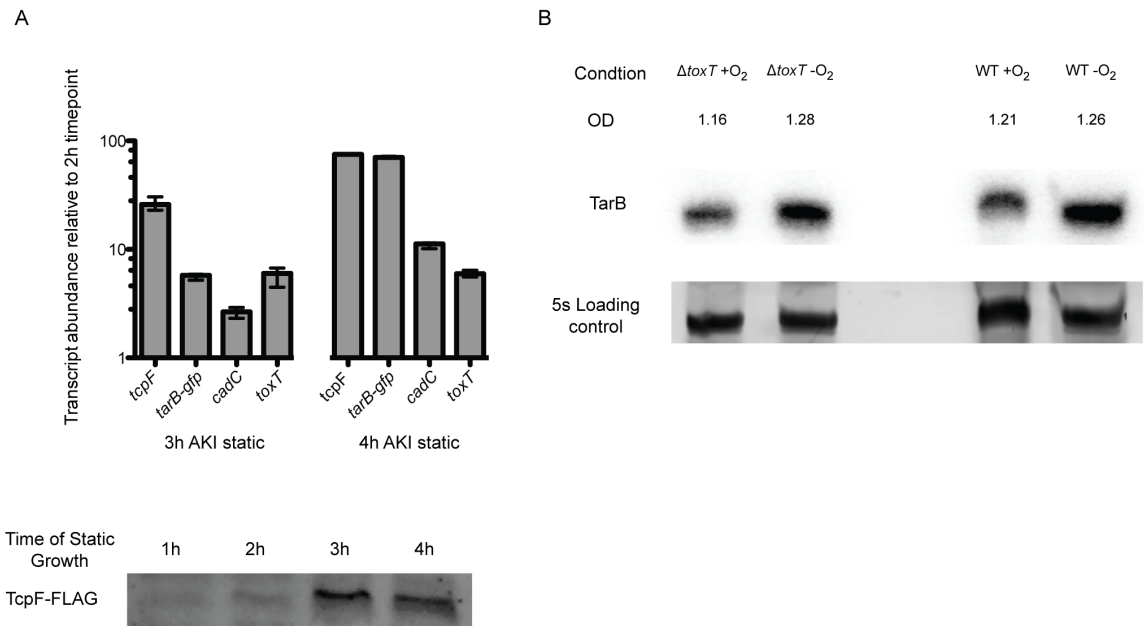 A
Transcript abundance relative to 2h timepoint
100
10
1
tcpF tarB-gfp cadC toxT
3h AKI static
tcpF tarB-gfp cadC toxT
4h AKI static
Time of Static
Growth
1h 2h 3h 4h
TcpF-FLAG
B
Condtion ΔtoxT +O₂ ΔtoxT -O₂ WT +O₂ WT -O₂
OD 1.16 1.28 1.21 1.26
TarB
5s Loading
control